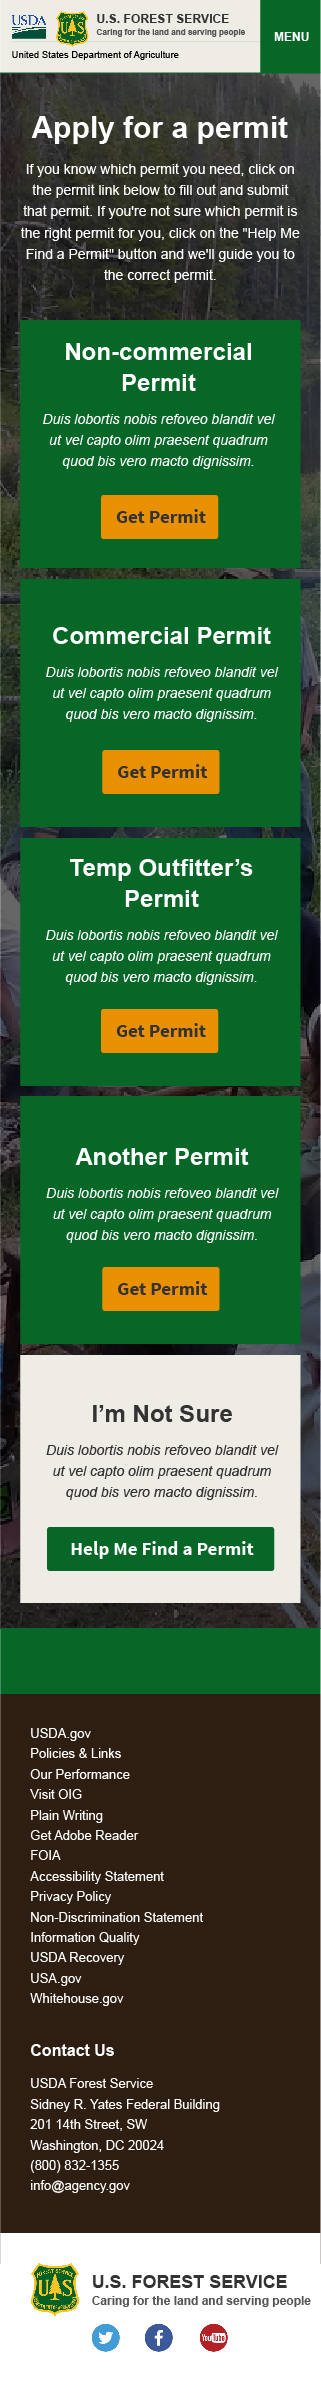 USDA
U.S. FOREST SERVICE
Caring for the land and serving people
United States Department of Agriculture
MENU
Apply for a permit
If you know which permit you need, click on
the permit link below to fill out and submit
that permit. If you're not sure which permit is
the right permit for you, click on the "Help Me
Find a Permit" button and we'll guide you to
the correct permit.
Non-commercial
Permit
Duis lobortis nobis refoveo blandit vel
ut vel capto olim praesent quadrum
quod bis vero macto dignissim.
Get Permit
Commercial Permit
Duis lobortis nobis refoveo blandit vel
ut vel capto olim praesent quadrum
quod bis vero macto dignissim.
Get Permit
Temp Outfitter’s
Permit
Duis lobortis nobis refoveo blandit vel
ut vel capto olim praesent quadrum
quod bis vero macto dignissim.
Get Permit
Another Permit
Duis lobortis nobis refoveo blandit vel
ut vel capto olim praesent quadrum
quod bis vero macto dignissim.
Get Permit
I’m Not Sure
Duis lobortis nobis refoveo blandit vel
ut vel capto olim praesent quadrum
quod bis vero macto dignissim.
Help Me Find a Permit
USDA.gov
Policies & Links
Our Performance
Visit OIG
Plain Writing
Get Adobe Reader
FOIA
Accessibility Statement
Privacy Policy
Non-Discrimination Statement
Information Quality
USDA Recovery
USA.gov
Whitehouse.gov
Contact Us
USDA Forest Service
Sidney R. Yates Federal Building
201 14th Street, SW
Washington, DC 20024
(800) 832-1355
info@agency.gov
FOREST SERVICE
U S
DEPARTMENT OF AGRICULTURE
U.S. FOREST SERVICE
Caring for the land and serving people
YouTube